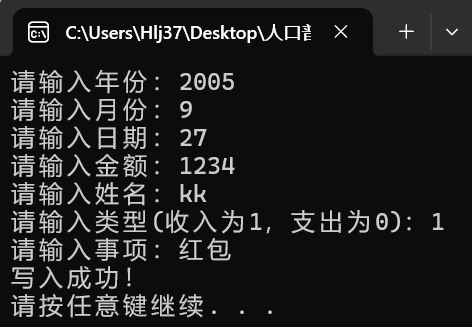 C:\Users\Hlj37\Desktop\人口普
请输入年份：2005
请输入月份：9
请输入日期：27
请输入金额：1234
请输入姓名：kk
请输入类型(收入为1，支出为0)：1
请输入事项：红包
写入成功！
请按任意键继续. . .